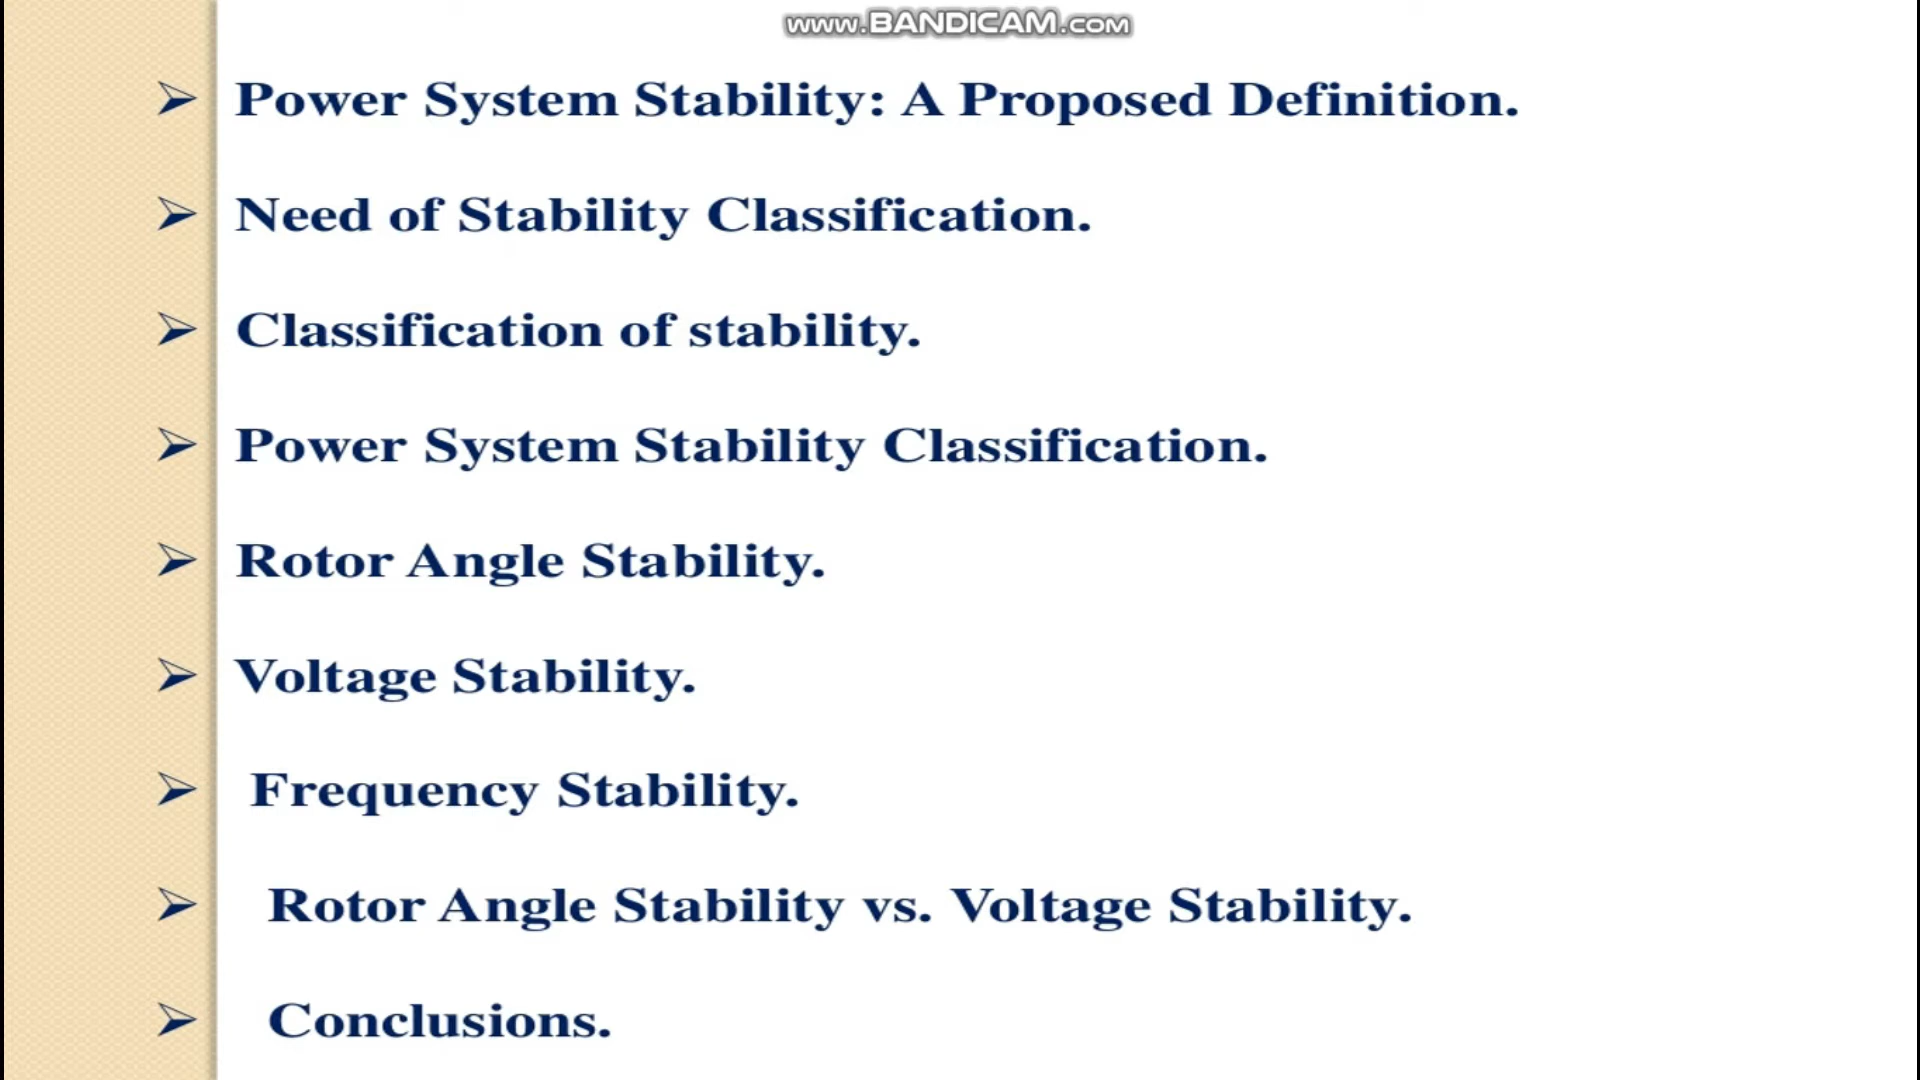 www.BANDICAM.com
➢ Power System Stability: A Proposed Definition.
➢ Need of Stability Classification.
➢ Classification of stability.
➢ Power System Stability Classification.
➢ Rotor Angle Stability.
➢ Voltage Stability.
➢ Frequency Stability.
➢ Rotor Angle Stability vs. Voltage Stability.
➢ Conclusions.